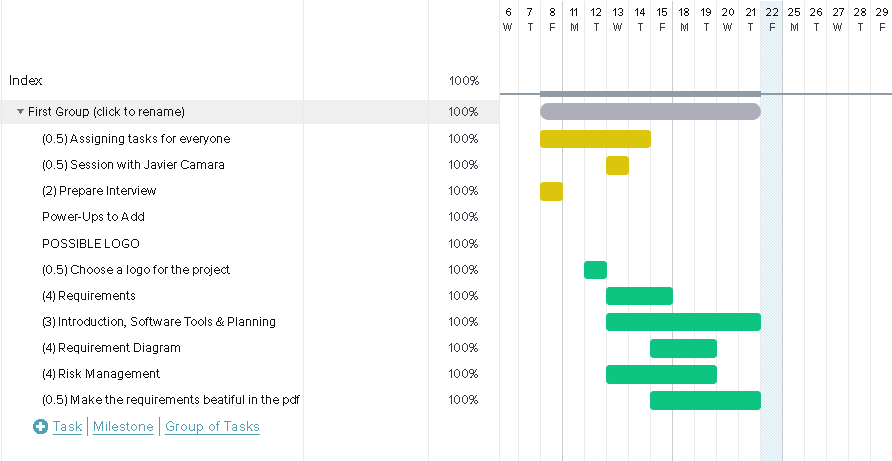 6 7 8 11 12 13 14 15 18 19 20 21 22 25 26 27 28 29
W T F M T W T F M T W T F M T W T F
Index 100%
First Group (click to rename) 100%
(0.5) Assigning tasks for everyone 100%
(0.5) Session with Javier Camara 100%
(2) Prepare Interview 100%
Power-Ups to Add 100%
POSSIBLE LOGO 100%
(0.5) Choose a logo for the project 100%
(4) Requirements 100%
(3) Introduction, Software Tools & Planning 100%
(4) Requirement Diagram 100%
(4) Risk Management 100%
(0.5) Make the requirements beatiful in the pdf 100%
Task | Milestone | Group of Tasks